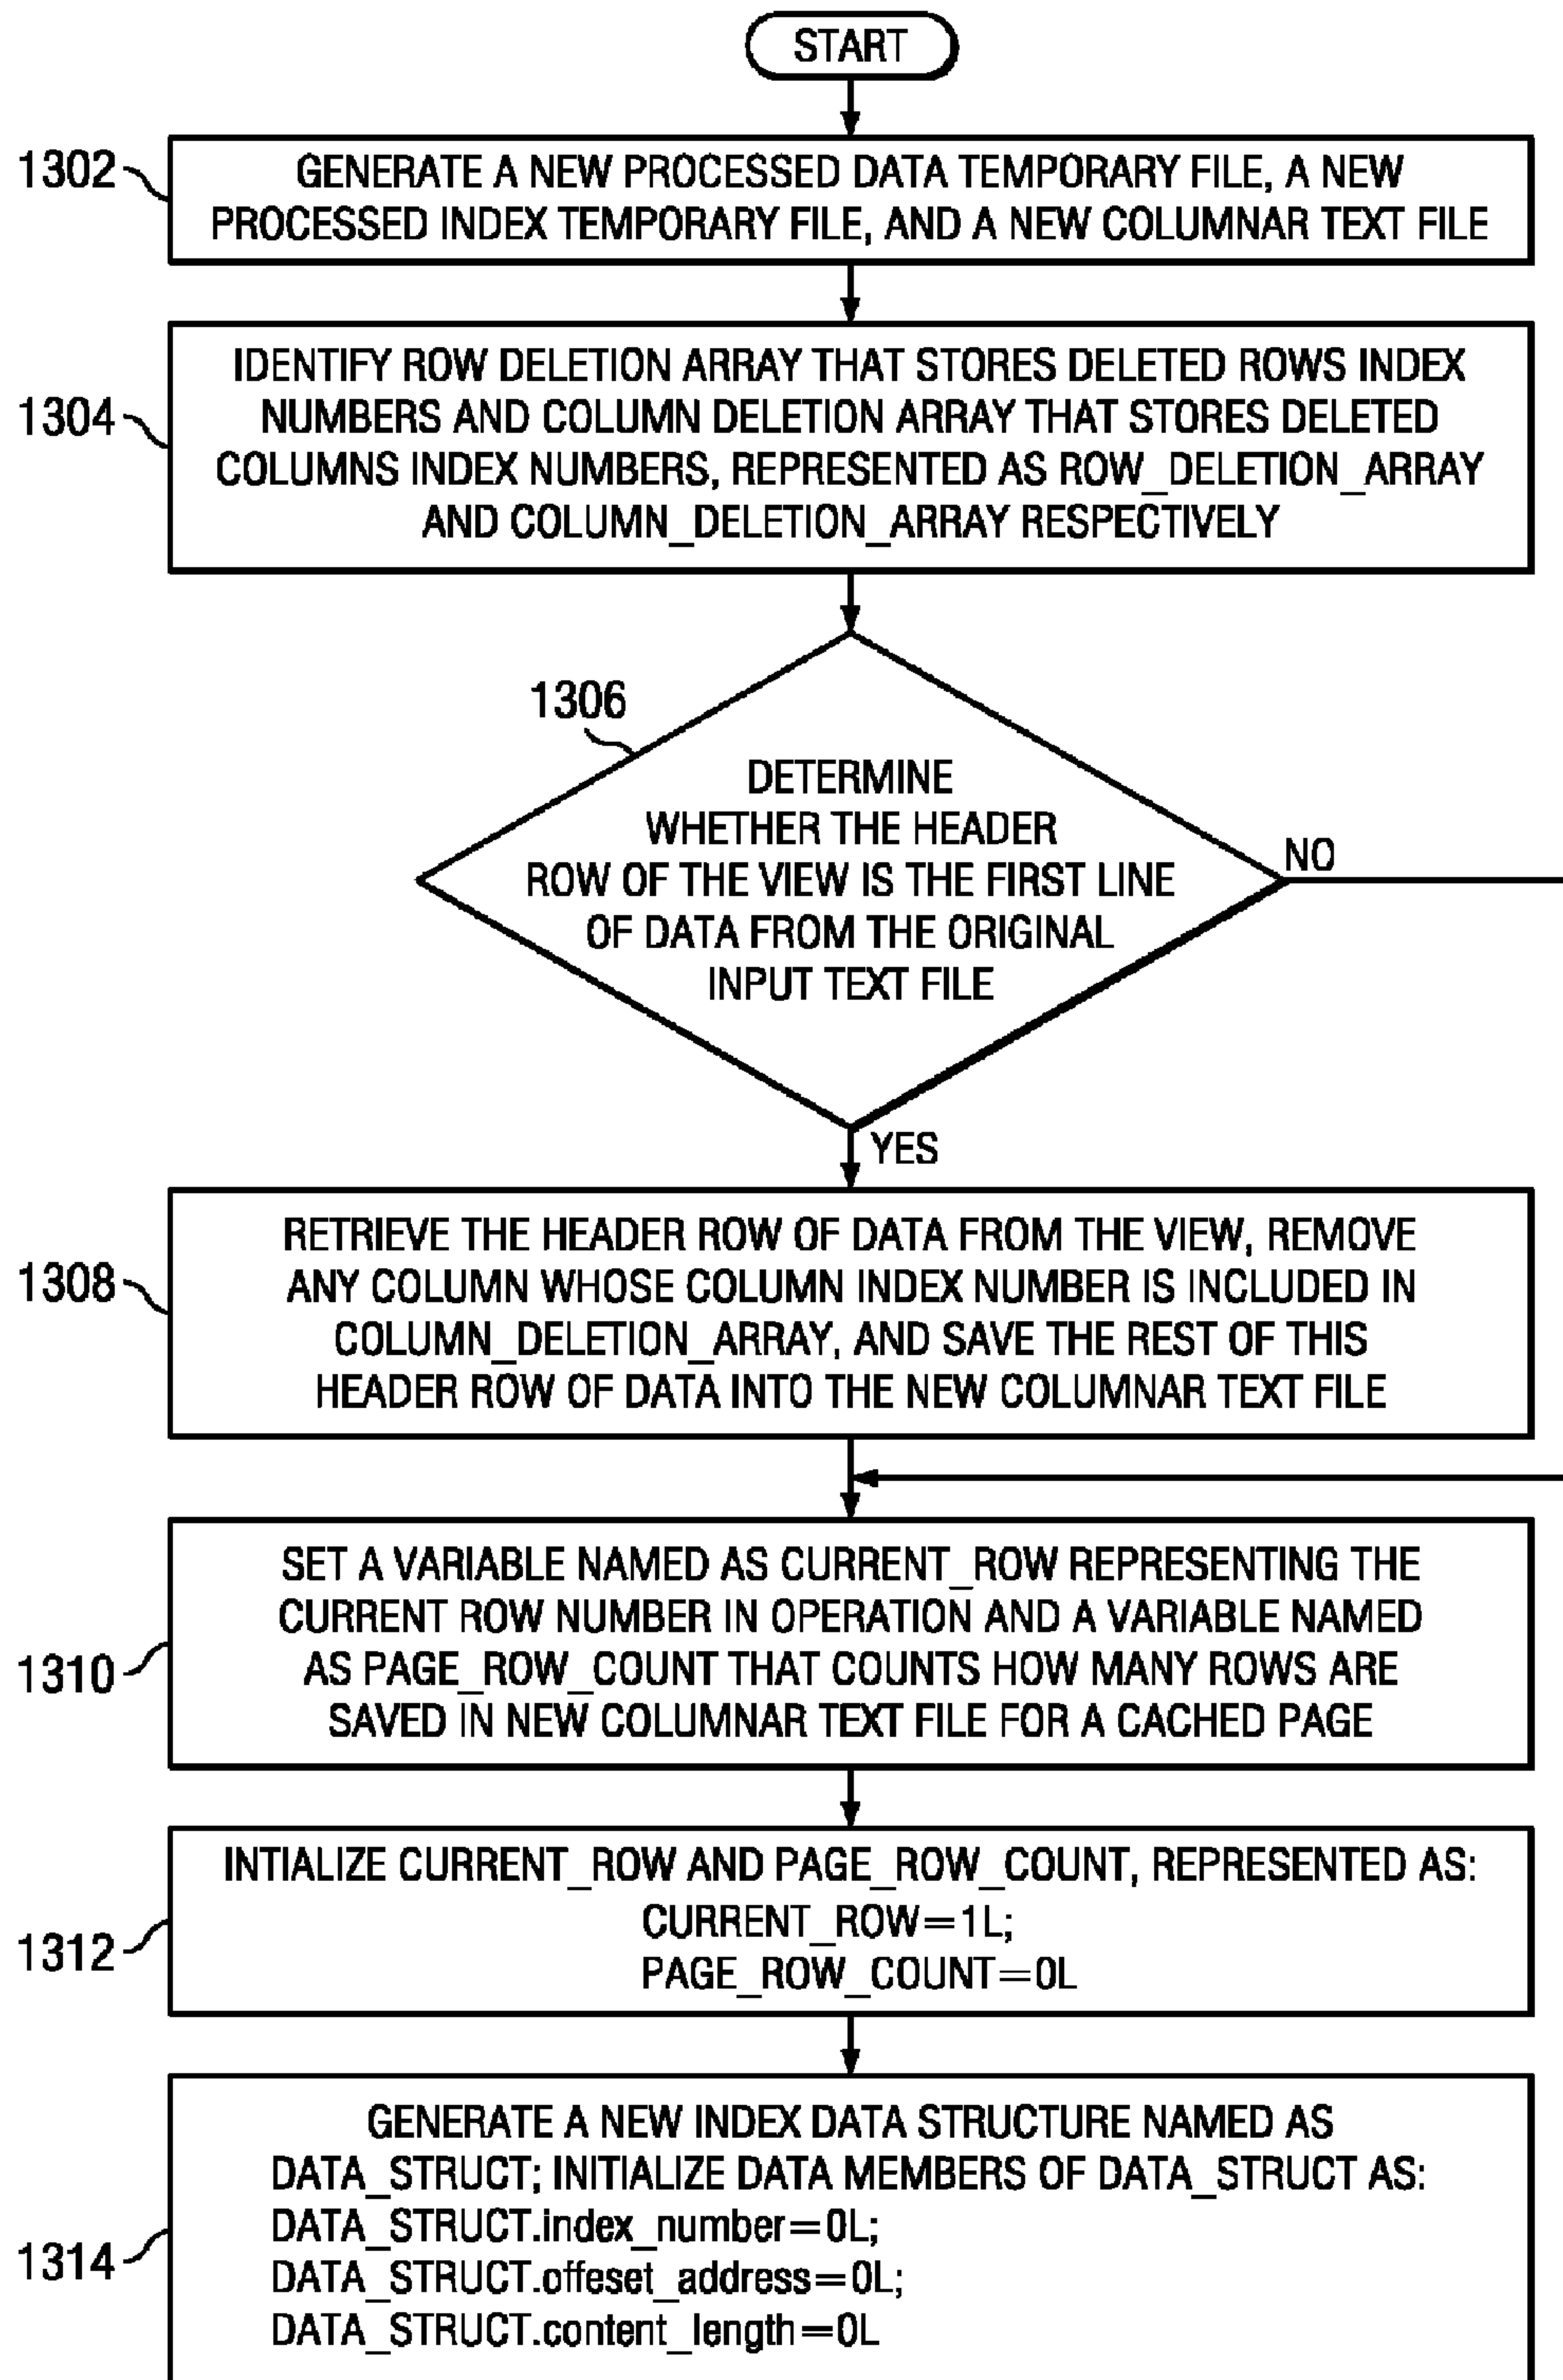 START
1302
GENERATE A NEW PROCESSED DATA TEMPORARY FILE, A NEW
PROCESSED INDEX TEMPORARY FILE, AND A NEW COLUMNAR TEXT FILE
1304
IDENTIFY ROW DELETION ARRAY THAT STORES DELETED ROWS INDEX
NUMBERS AND COLUMN DELETION ARRAY THAT STORES DELETED
COLUMNS INDEX NUMBERS, REPRESENTED AS ROW_DELETION_ARRAY
AND COLUMN_DELETION_ARRAY RESPECTIVELY
1306
DETERMINE
WHETHER THE HEADER
ROW OF THE VIEW IS THE FIRST LINE
OF DATA FROM THE ORIGINAL
INPUT TEXT FILE
NO
YES
1308
RETRIEVE THE HEADER ROW OF DATA FROM THE VIEW, REMOVE
ANY COLUMN WHOSE COLUMN INDEX NUMBER IS INCLUDED IN
COLUMN_DELETION_ARRAY, AND SAVE THE REST OF THIS
HEADER ROW OF DATA INTO THE NEW COLUMNAR TEXT FILE
1310
SET A VARIABLE NAMED AS CURRENT_ROW REPRESENTING THE
CURRENT ROW NUMBER IN OPERATION AND A VARIABLE NAMED
AS PAGE_ROW_COUNT THAT COUNTS HOW MANY ROWS ARE
SAVED IN NEW COLUMNAR TEXT FILE FOR A CACHED PAGE
1312
INTIALIZE CURRENT_ROW AND PAGE_ROW_COUNT, REPRESENTED AS:
CURRENT_ROW=1L;
PAGE_ROW_COUNT=0L
1314
GENERATE A NEW INDEX DATA STRUCTURE NAMED AS
DATA_STRUCT; INITIALIZE DATA MEMBERS OF DATA_STRUCT AS:
DATA_STRUCT.index_number=0L;
DATA_STRUCT.offeset_address=0L;
DATA_STRUCT.content_length=0L